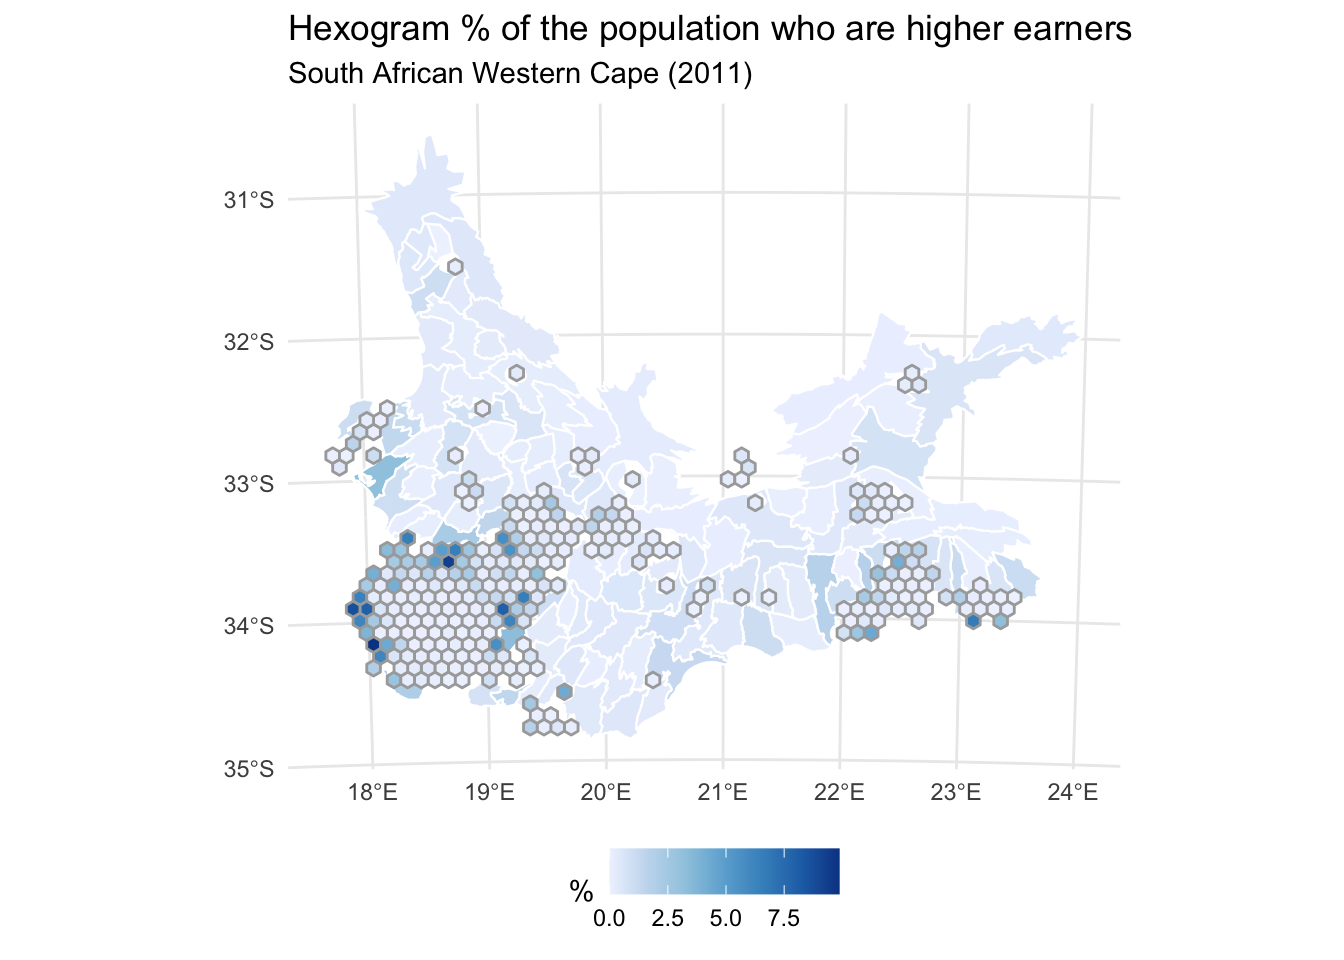 Hexogram % of the population who are higher earners
South African Western Cape (2011)
31°S
32°S
33°S
34°S
35°S
18°E 19°E 20°E 21°E 22°E 23°E 24°E
%
0.0 2.5 5.0 7.5